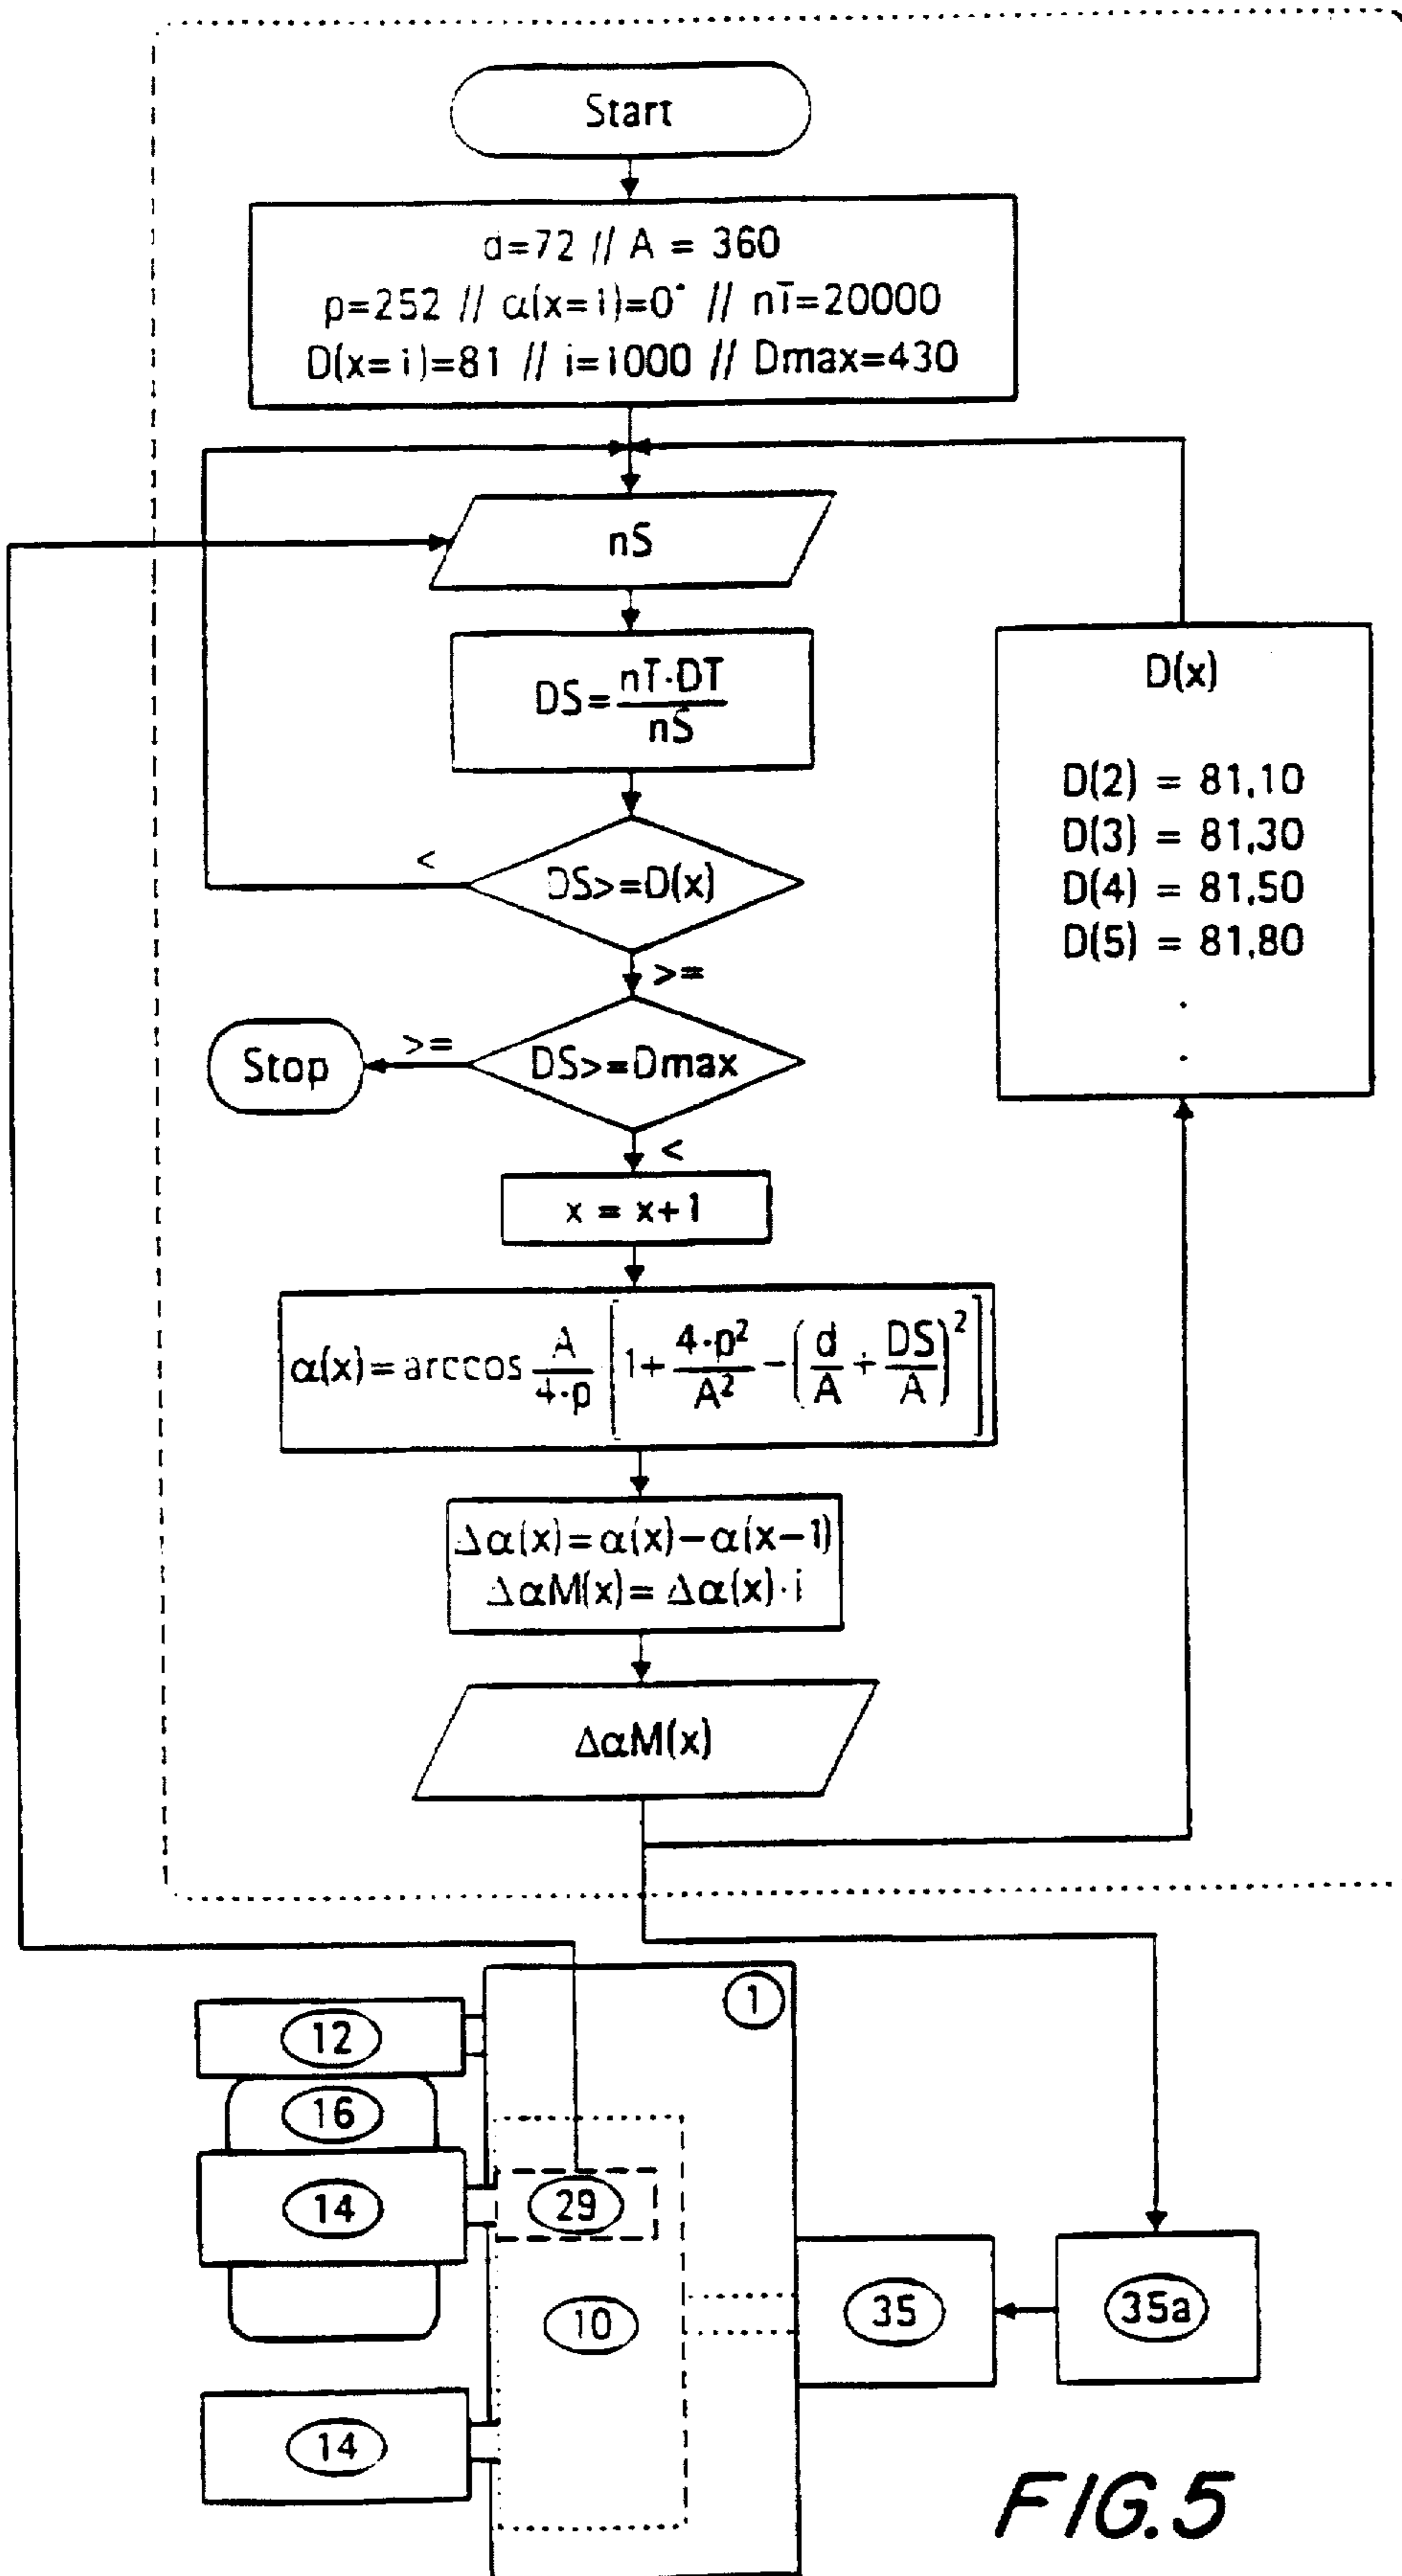 Start
d=72 // A = 360
p=252 // α(x=1)=0° // nT=20000
D(x=1)=81 // i=1000 // Dmax=430
nS
DS=nT·DT/nS
D(x)
D(2) = 81,10
D(3) = 81,30
D(4) = 81,50
D(5) = 81,80
.
.
<
DS>=D(x)
>=
Stop
>=
DS>=Dmax
<
x = x+1
α(x)=arccos A/4·p [1+4·p²/A²-(d/A+DS/A)²]
Δα(x)=α(x)-α(x-1)
ΔαM(x)=Δα(x)·i
ΔαM(x)
1
12
16
14
29
10
35
35a
14
FIG.5